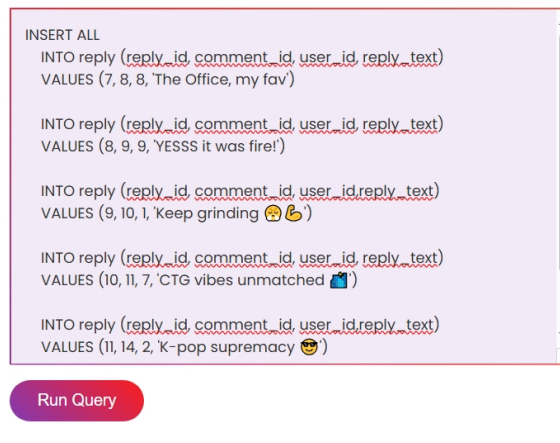 INSERT ALL
INTO reply (reply_id, comment_id, user_id, reply_text)
VALUES (7, 8, 8, 'The Office, my fav')
INTO reply (reply_id, comment_id, user_id, reply_text)
VALUES (8, 9, 9, 'YESSS it was fire!')
INTO reply (reply_id, comment_id, user_id,reply_text)
VALUES (9, 10, 1, 'Keep grinding 😤💪')
INTO reply (reply_id, comment_id, user_id, reply_text)
VALUES (10, 11, 7, 'CTG vibes unmatched 🌊')
INTO reply (reply_id, comment_id, user_id,reply_text)
VALUES (11, 14, 2, 'K-pop supremacy 😎')
Run Query